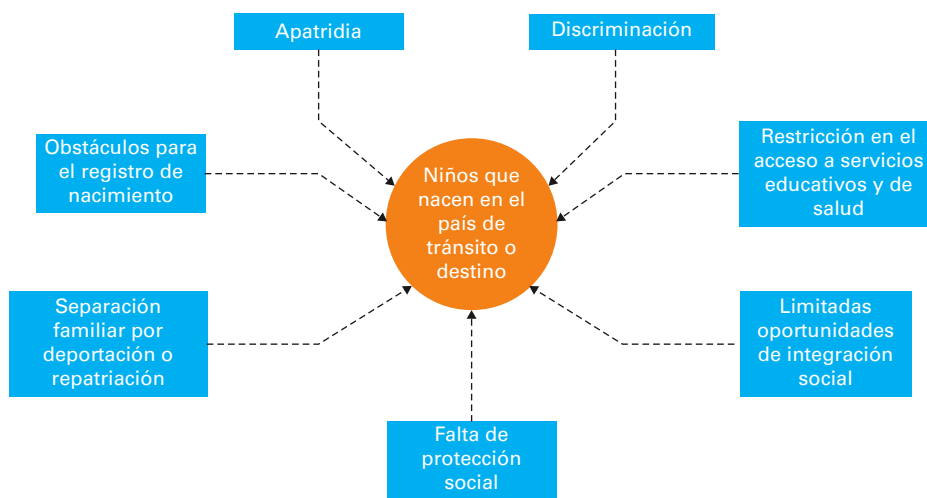 Apatridia
Discriminación
Obstáculos para
el registro de
nacimiento
Niños que
nacen en el
país de
tránsito o
destino
Restricción en el
acceso a servicios
educativos y de
salud
Separación
familiar por
deportación o
repatriación
Limitadas
oportunidades
de integración
social
Falta de
protección
social